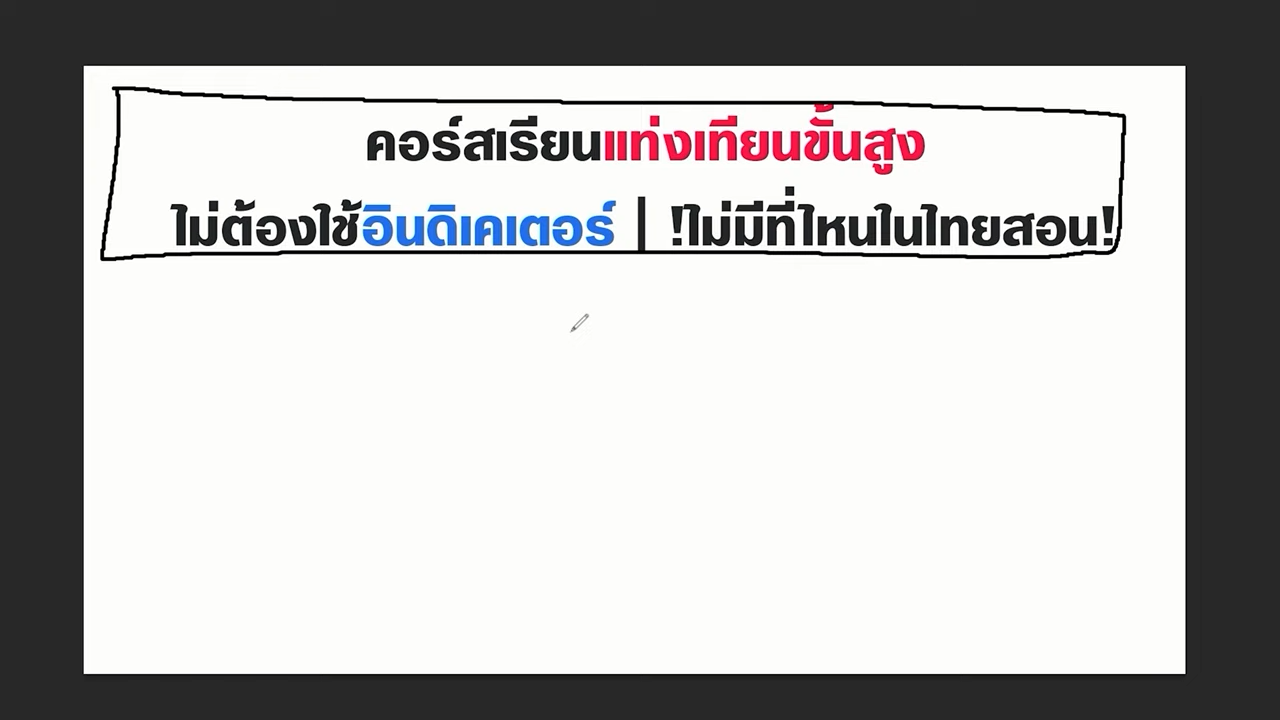 คอร์สเรียนแท่งเทียนขั้นสูง
ไม่ต้องใช้อินดิเคเตอร์ | !ไม่มีที่ไหนในไทยสอน!